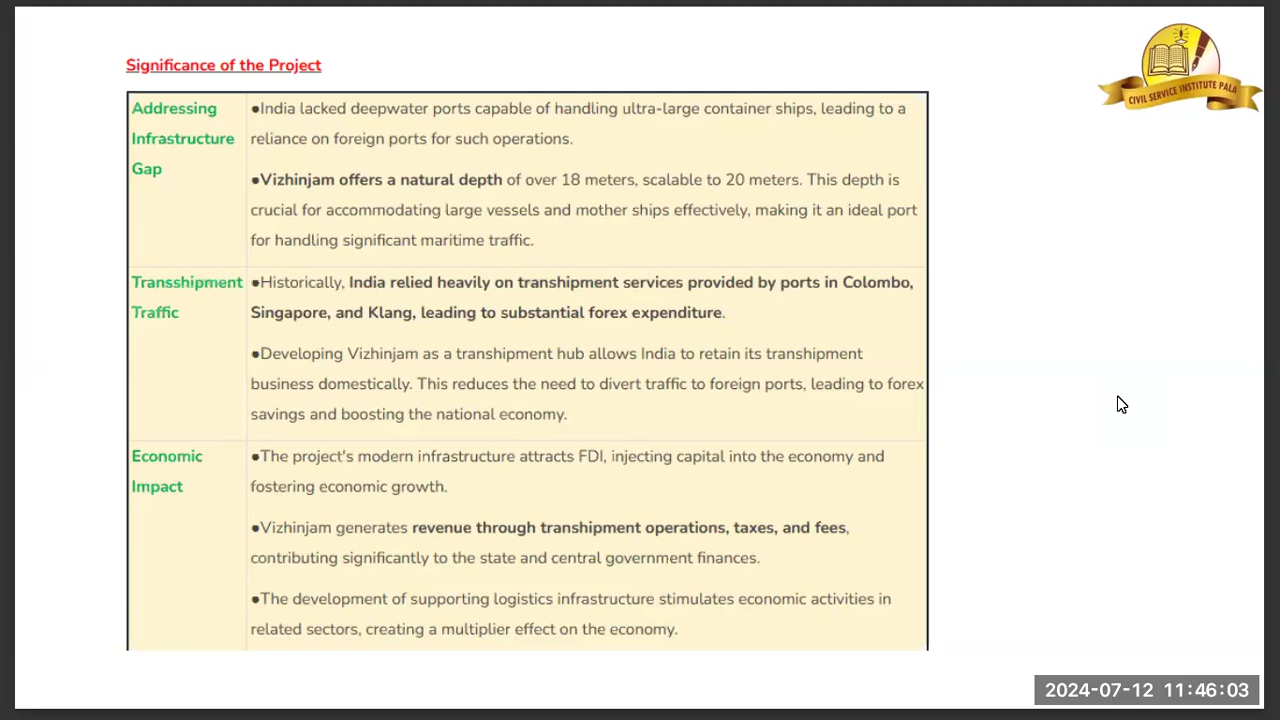 Significance of the Project
CIVIL SERVICE INSTITUTE PALA
Addressing
Infrastructure
Gap
●India lacked deepwater ports capable of handling ultra-large container ships, leading to a
reliance on foreign ports for such operations.
●Vizhinjam offers a natural depth of over 18 meters, scalable to 20 meters. This depth is
crucial for accommodating large vessels and mother ships effectively, making it an ideal port
for handling significant maritime traffic.
Transshipment
Traffic
●Historically, India relied heavily on transhipment services provided by ports in Colombo,
Singapore, and Klang, leading to substantial forex expenditure.
●Developing Vizhinjam as a transhipment hub allows India to retain its transhipment
business domestically. This reduces the need to divert traffic to foreign ports, leading to forex
savings and boosting the national economy.
Economic
Impact
●The project's modern infrastructure attracts FDI, injecting capital into the economy and
fostering economic growth.
●Vizhinjam generates revenue through transhipment operations, taxes, and fees,
contributing significantly to the state and central government finances.
●The development of supporting logistics infrastructure stimulates economic activities in
related sectors, creating a multiplier effect on the economy.
2024-07-12 11:46:03